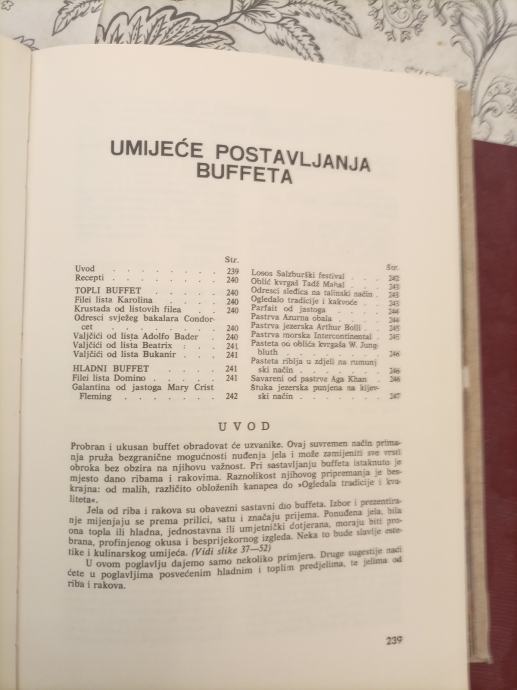 UMIJEĆE POSTAVLJANJA
BUFFETA
Str.
Uvod . . . . . . . . 239
Recepti . . . . . . . 240
TOPLI BUFFET . . . . . 240
Filei lista Karolina . . . . 240
Krustada od listovih filea . . 240
Odresci svježeg bakalara Condor-
cet . . . . . . . . 240
Valjčići od lista Adolfo Bader . 240
Valjčići od lista Beatrix . . . 241
Valjčići od lista Bukanir . . . 241
HLADNI BUFFET . . . . 241
Filei lista Domino . . . . . 241
Galantina od jastoga Mary Crist
Fleming . . . . . . 242
Str.
Losos Salzburški festival . . . 242
Oblić kvrgaš Tadž Mahal . . 243
Odresci sleđica na talinski način . 243
Ogledalo tradicije i kakvoće . . 243
Parfait od jastoga . . . . 244
Pastrva Azurna obala . . . . 244
Pastrva jezerska Arthur Bolli . . 245
Pastrva morska Intercontinental . 245
Pasteta od oblića kvrgaša W. Jung-
bluth . . . . . . . 246
Pasteta riblja u zdjeli na rumunj
ski način . . . . . . 246
Savareni od pastrve Aga Khan . 246
Štuka jezerska punjena na kijev-
ski način . . . . . . 247
UVOD
Probran i ukusan buffet obradovat će uzvanike. Ovaj suvremen način prima-
nja pruža bezgranične mogućnosti nuđenja jela i može zamijeniti sve vrsti
obroka bez obzira na njihovu važnost. Pri sastavljanju buffeta istaknuto je
mjesto dano ribama i rakovima. Raznolikost njihovog pripremanja je bes-
krajna: od malih, različito obloženih kanapea do »Ogledala tradicije i kva-
liteta«.
Jela od riba i rakova su obavezni sastavni dio buffeta. Izbor i prezentira-
nje mijenjaju se prema prilici, satu i značaju prijema. Ponuđena jela, bila
ona topla ili hladna, jednostavna ili umjetnički dotjerana, moraju biti pro-
brana, profinjenog okusa i besprijekornog izgleda. Neka to bude slavlje este-
tike i kulinarskog umijeća. (Vidi slike 37—52)
U ovom poglavlju dajemo samo nekoliko primjera. Druge sugestije naći
ćete u poglavljima posvećenim hladnim i toplim predjelima, te jelima od
riba i rakova.
239